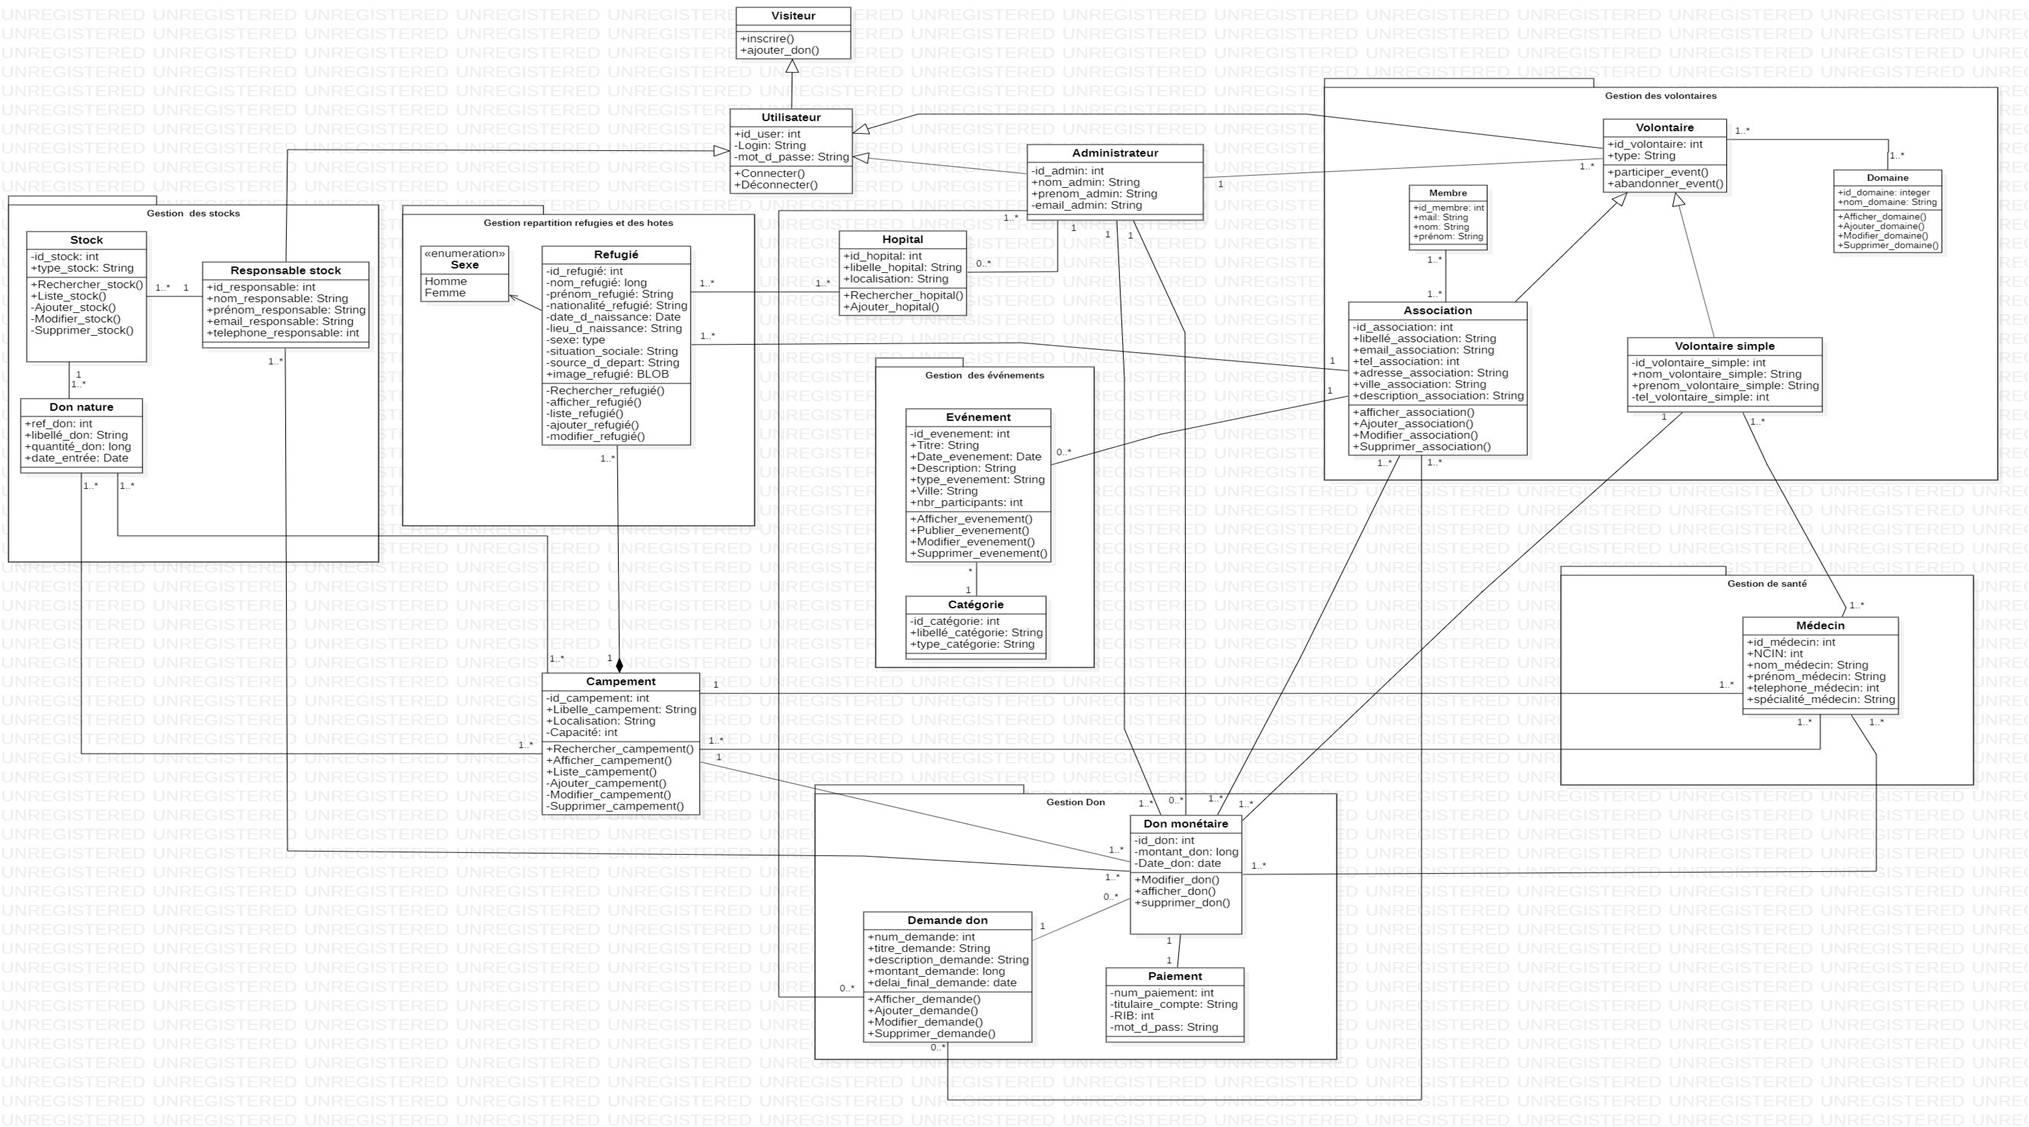 Visiteur
+inscrire()
+ajouter_don()
Utilisateur
+id_user: int
-Login: String
-mot_d_passe: String
+Connecter()
+Déconnecter()
Administrateur
-id_admin: int
+nom_admin: String
+prenom_admin: String
-email_admin: String
1..*
1
1
1
1
Gestion des volontaires
Volontaire
+id_volontaire: int
+type: String
+participer_event()
+abandonner_event()
1..*
1..*
1..*
Domaine
+id_domaine: integer
+nom_domaine: String
+Afficher_domaine()
+Ajouter_domaine()
+Modifier_domaine()
+Supprimer_domaine()
Membre
+id_membre: int
+mail: String
+nom: String
+prénom: String
1..*
1..*
Association
-id_association: int
+libellé_association: String
+email_association: String
+tel_association: int
+adresse_association: String
+ville_association: String
+description_association: String
+afficher_association()
+Ajouter_association()
+Modifier_association()
+Supprimer_association()
1
1
1..*
1..*
Volontaire simple
-id_volontaire_simple: int
+nom_volontaire_simple: String
+prenom_volontaire_simple: String
-tel_volontaire_simple: int
1
1..*
Gestion des stocks
Stock
-id_stock: int
+type_stock: String
+Rechercher_stock()
+Liste_stock()
-Ajouter_stock()
-Modifier_stock()
-Supprimer_stock()
1..*
1
Responsable stock
+id_responsable: int
+nom_responsable: String
+prénom_responsable: String
+email_responsable: String
+telephone_responsable: int
1..*
1
1..*
Don nature
+ref_don: int
+libellé_don: String
+quantité_don: long
+date_entrée: Date
1..*
1..*
Gestion repartition refugies et des hotes
«enumeration»
Sexe
Homme
Femme
Refugié
-id_refugié: int
-nom_refugié: long
-prénom_refugié: String
-nationalité_refugié: String
-date_d_naissance: Date
-lieu_d_naissance: String
-sexe: type
-situation_sociale: String
-source_d_depart: String
+image_refugié: BLOB
-Rechercher_refugié()
-afficher_refugié()
-liste_refugié()
-ajouter_refugié()
-modifier_refugié()
1..*
1..*
1..*
1..*
Hopital
+id_hopital: int
+libelle_hopital: String
+localisation: String
+Rechercher_hopital()
+Ajouter_hopital()
0..*
Gestion des événements
Evénement
-id_evenement: int
+Titre: String
+Date_evenement: Date
+Description: String
+type_evenement: String
+Ville: String
+nbr_participants: int
+Afficher_evenement()
+Publier_evenement()
+Modifier_evenement()
+Supprimer_evenement()
0..*
*
1
Catégorie
-id_catégorie: int
+libellé_catégorie: String
+type_catégorie: String
Gestion de santé
1..*
Médecin
+id_médecin: int
+NCIN: int
+nom_médecin: String
+prénom_médecin: String
+telephone_médecin: int
+spécialité_médecin: String
1..*
1..*
1..*
1..*
1
Campement
-id_campement: int
+Libelle_campement: String
+Localisation: String
-Capacité: int
+Rechercher_campement()
+Afficher_campement()
+Liste_campement()
-Ajouter_campement()
-Modifier_campement()
-Supprimer_campement()
1
1..*
1
1..*
Gestion Don
1..*
0..*
1..*
1..*
Don monétaire
-id_don: int
-montant_don: long
-Date_don: date
+Modifier_don()
+afficher_don()
+supprimer_don()
1..*
1..*
1..*
0..*
1
Demande don
+num_demande: int
+titre_demande: String
+description_demande: String
+montant_demande: long
+delai_final_demande: date
+Afficher_demande()
+Ajouter_demande()
+Modifier_demande()
+Supprimer_demande()
0..*
0..*
1
1
Paiement
-num_paiement: int
-titulaire_compte: String
-RIB: int
-mot_d_pass: String
UNREGISTERED